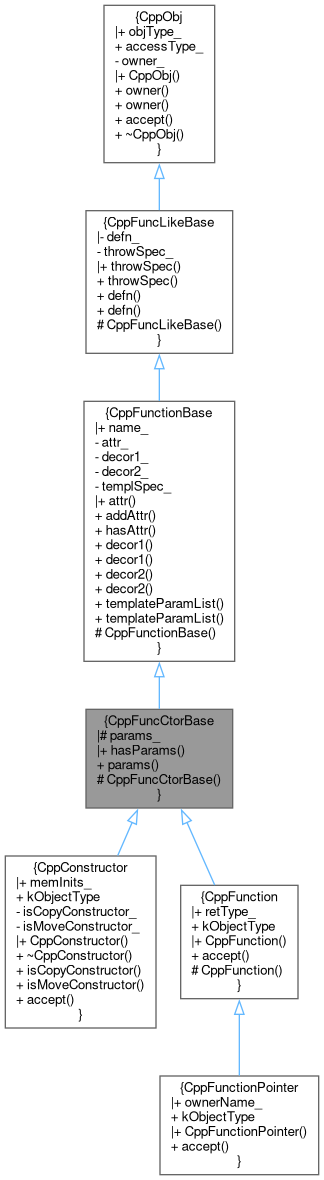 {CppObj
|+ objType_
+ accessType_
- owner_
|+ CppObj()
+ owner()
+ owner()
+ accept()
+ ~CppObj()
}
{CppFuncLikeBase
|- defn_
- throwSpec_
|+ throwSpec()
+ throwSpec()
+ defn()
+ defn()
# CppFuncLikeBase()
}
{CppFunctionBase
|+ name_
- attr_
- decor1_
- decor2_
- templSpec_
|+ attr()
+ addAttr()
+ hasAttr()
+ decor1()
+ decor1()
+ decor2()
+ decor2()
+ templateParamList()
+ templateParamList()
# CppFunctionBase()
}
{CppFuncCtorBase
|# params_
|+ hasParams()
+ params()
# CppFuncCtorBase()
}
{CppConstructor
|+ memInits_
+ kObjectType
- isCopyConstructor_
- isMoveConstructor_
|+ CppConstructor()
+ ~CppConstructor()
+ isCopyConstructor()
+ isMoveConstructor()
+ accept()
}
{CppFunction
|+ retType_
+ kObjectType
|+ CppFunction()
+ accept()
# CppFunction()
}
{CppFunctionPointer
|+ ownerName_
+ kObjectType
|+ CppFunctionPointer()
+ accept()
}